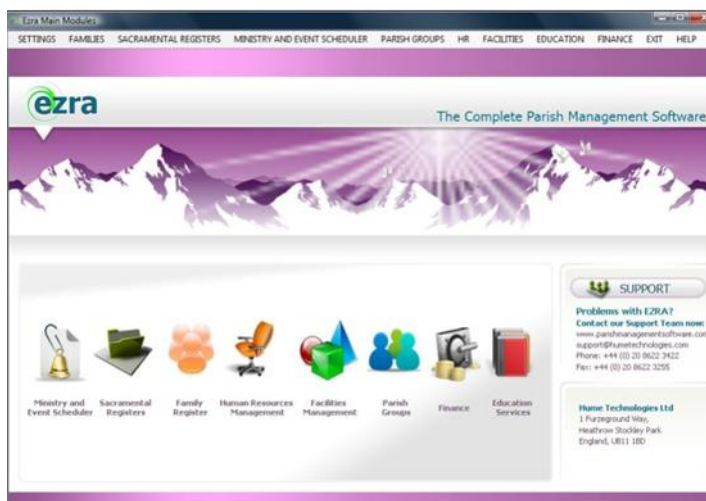 Ezra Main Modules
SETTINGS FAMILIES SACRAMENTAL REGISTERS MINISTRY AND EVENT SCHEDULER PARISH GROUPS HR FACILITIES EDUCATION FINANCE EXIT HELP
ezra
The Complete Parish Management Software
SUPPORT
Problems with EZRA?
Contact our Support Team now:
www.parishmanagementsoftware.com
support@humetechnologies.com
Phone: +44 (0) 20 8622 3422
Fax: +44 (0) 20 8622 3255
Ministry and
Event Scheduler
Sacramental
Registers
Family
Register
Human Resources
Management
Facilities
Management
Parish
Groups
Finance
Education
Services
Hume Technologies Ltd
1 Furzeground Way,
Heathrow Stockley Park
England, UB11 1BD